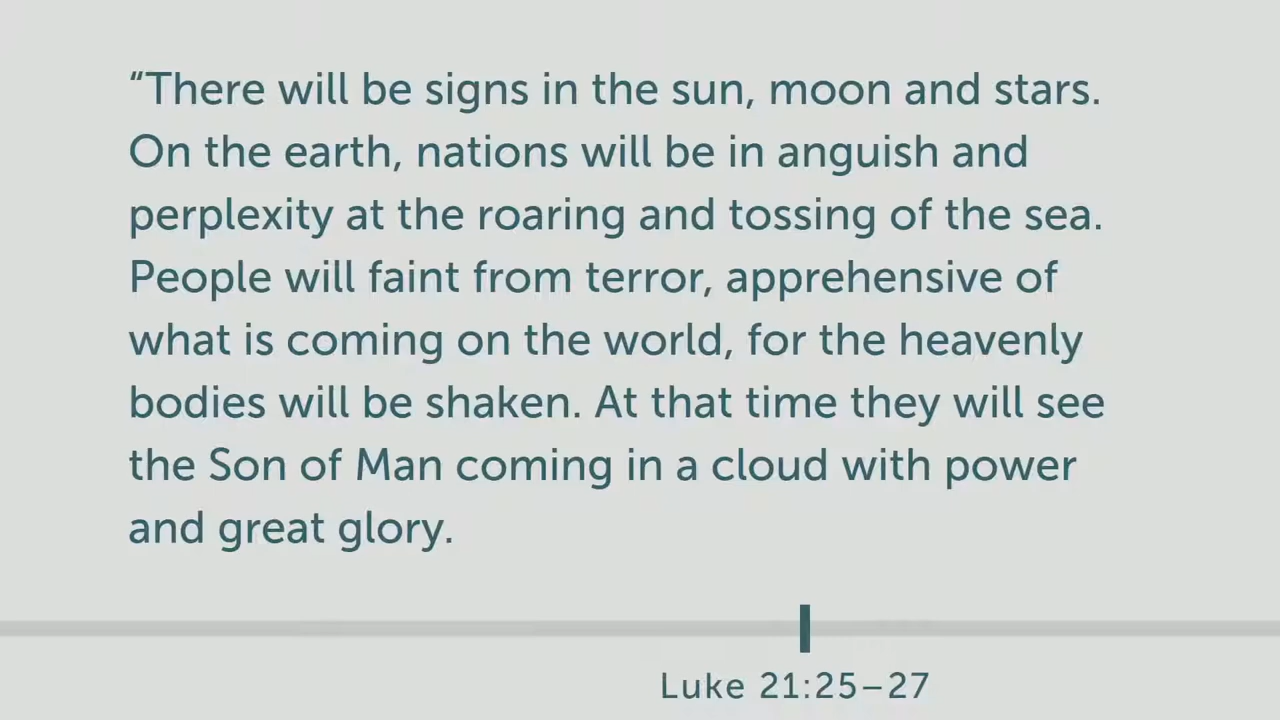 “There will be signs in the sun, moon and stars.
On the earth, nations will be in anguish and
perplexity at the roaring and tossing of the sea.
People will faint from terror, apprehensive of
what is coming on the world, for the heavenly
bodies will be shaken. At that time they will see
the Son of Man coming in a cloud with power
and great glory.
Luke 21:25–27